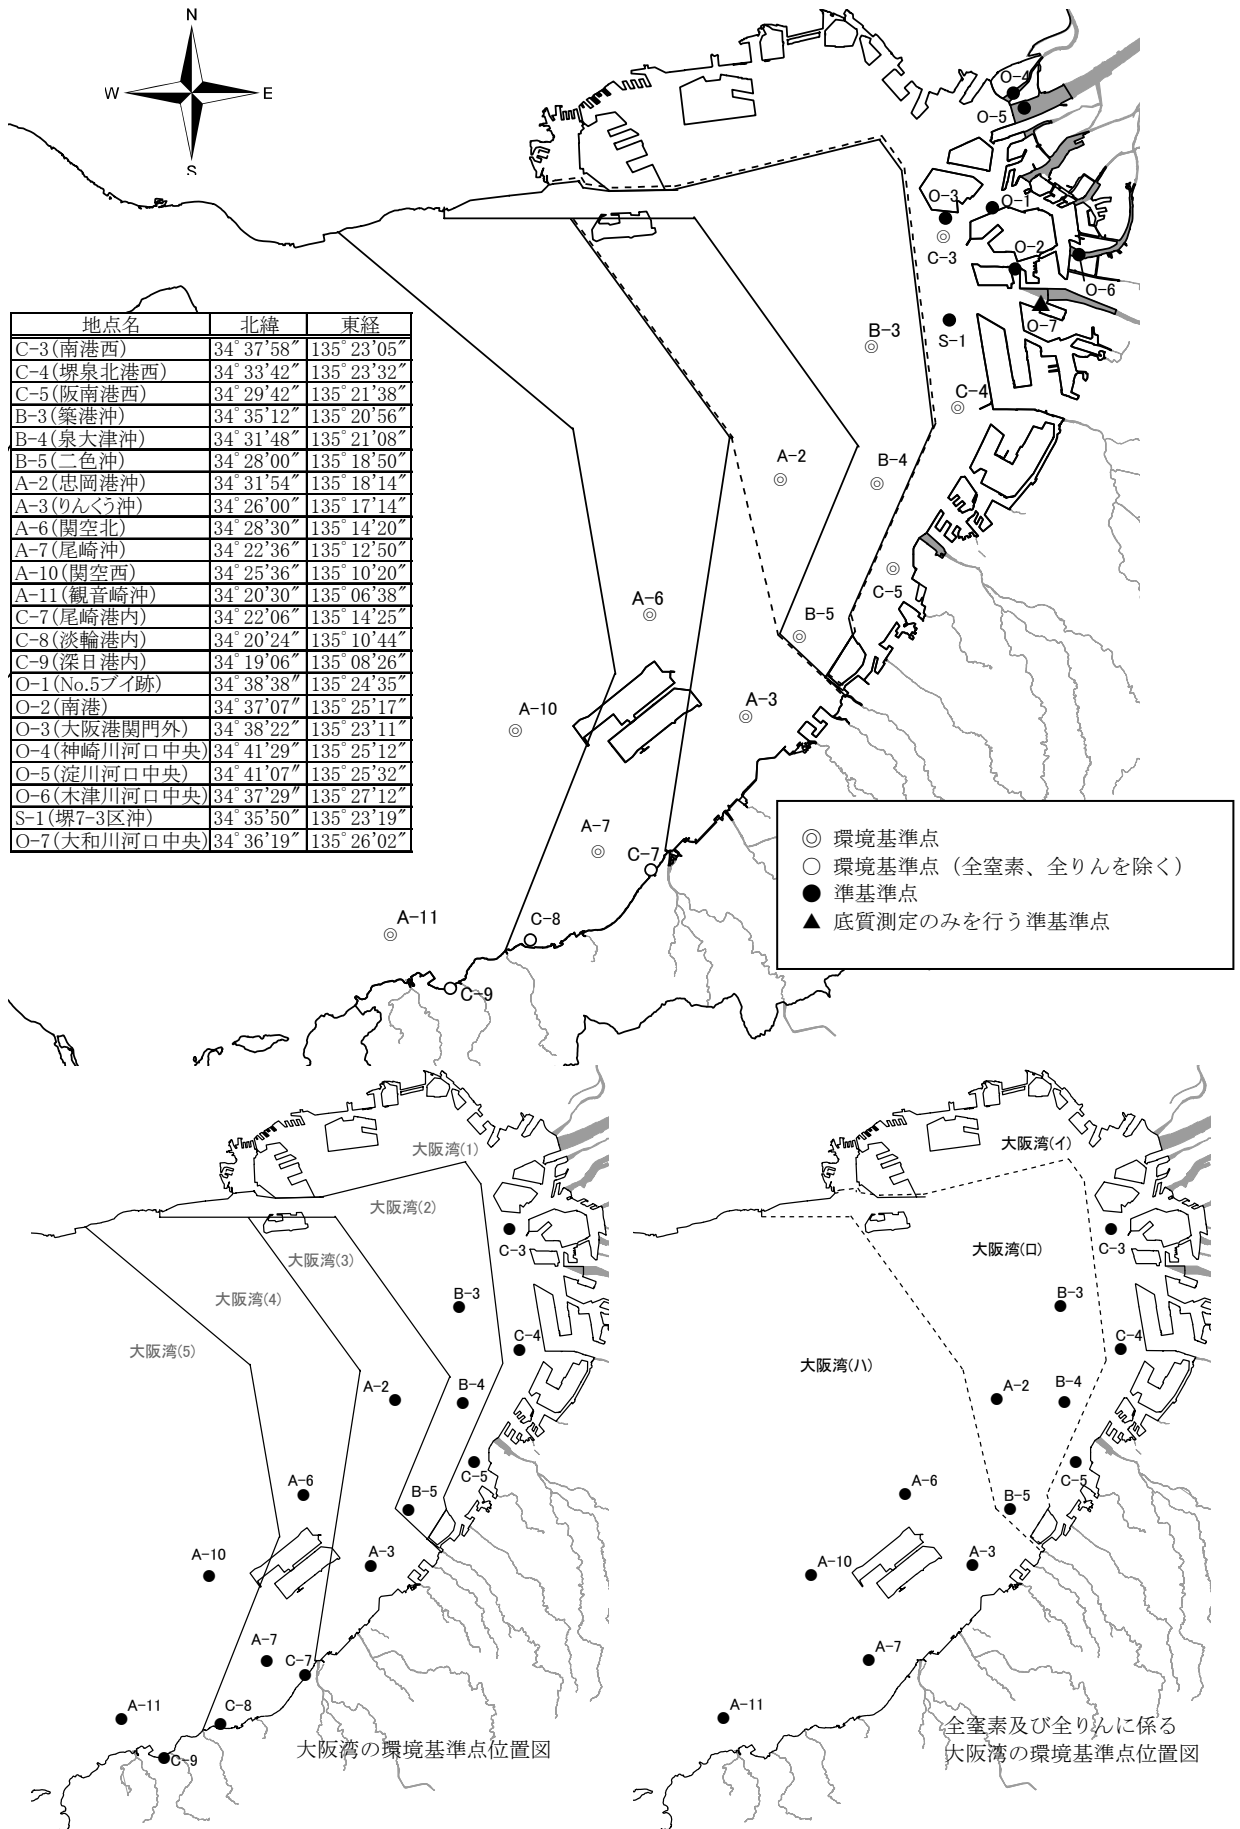 N
W
E
S
O-4
O-5
O-3
O-1
C-3
O-2
O-6
O-7
S-1
B-3
C-4
A-2
B-4
C-5
A-6
B-5
A-10
A-3
A-7
C-7
A-11
C-8
C-9
地点名 北緯 東経
C-3(南港西) 34°37′58″ 135°23′05″
C-4(堺泉北港西) 34°33′42″ 135°23′32″
C-5(阪南港西) 34°29′42″ 135°21′38″
B-3(築港沖) 34°35′12″ 135°20′56″
B-4(泉大津沖) 34°31′48″ 135°21′08″
B-5(二色沖) 34°28′00″ 135°18′50″
A-2(忠岡港沖) 34°31′54″ 135°18′14″
A-3(りんくう沖) 34°26′00″ 135°17′14″
A-6(関空北) 34°28′30″ 135°14′20″
A-7(尾崎沖) 34°22′36″ 135°12′50″
A-10(関空西) 34°25′36″ 135°10′20″
A-11(観音崎沖) 34°20′30″ 135°06′38″
C-7(尾崎港内) 34°22′06″ 135°14′25″
C-8(淡輪港内) 34°20′24″ 135°10′44″
C-9(深日港内) 34°19′06″ 135°08′26″
O-1(No.5ブイ跡) 34°38′38″ 135°24′35″
O-2(南港) 34°37′07″ 135°25′17″
O-3(大阪港関門外) 34°38′22″ 135°23′11″
O-4(神崎川河口中央) 34°41′29″ 135°25′12″
O-5(淀川河口中央) 34°41′07″ 135°25′32″
O-6(木津川河口中央) 34°37′29″ 135°27′12″
S-1(堺7-3区沖) 34°35′50″ 135°23′19″
O-7(大和川河口中央) 34°36′19″ 135°26′02″
◎ 環境基準点
○ 環境基準点（全窒素、全りんを除く）
● 準基準点
▲ 底質測定のみを行う準基準点
大阪湾(1)
大阪湾(2)
大阪湾(3)
大阪湾(4)
大阪湾(5)
C-3
B-3
C-4
A-2
B-4
C-5
A-6
B-5
A-10
A-3
A-7
C-7
A-11
C-8
C-9
大阪湾の環境基準点位置図
大阪湾(イ)
大阪湾(ロ)
大阪湾(ハ)
C-3
B-3
C-4
A-2
B-4
C-5
A-6
B-5
A-10
A-3
A-7
A-11
全窒素及び全りんに係る
大阪湾の環境基準点位置図